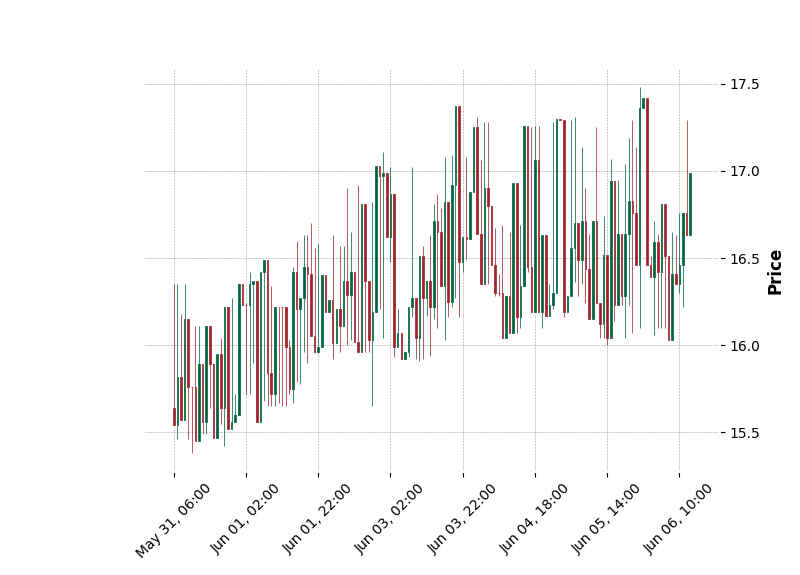 17.5
17.0
16.5
16.0
15.5
Price
May 31, 06:00
Jun 01, 02:00
Jun 01, 22:00
Jun 03, 02:00
Jun 03, 22:00
Jun 04, 18:00
Jun 05, 14:00
Jun 06, 10:00